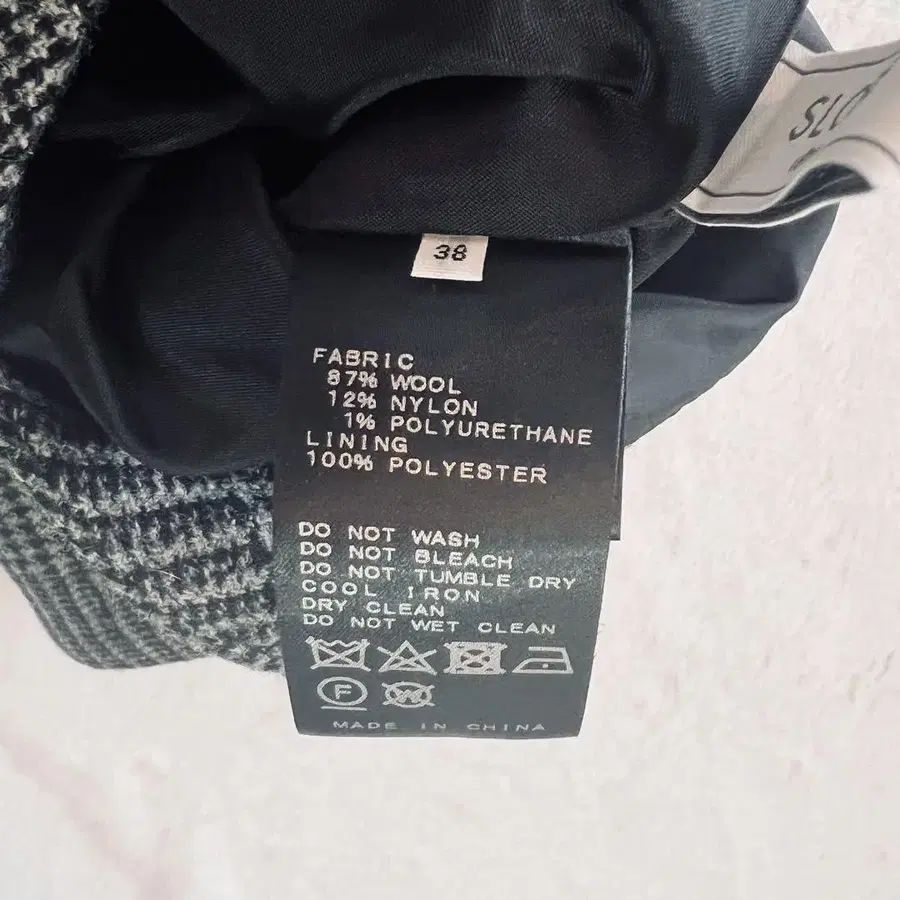 SLO
38
FABRIC
87% WOOL
12% NYLON
1% POLYURETHANE
LINING
100% POLYESTER
DO NOT WASH
DO NOT BLEACH
DO NOT TUMBLE DRY
COOL IRON
DRY CLEAN
DO NOT WET CLEAN
F W
MADE IN CHINA